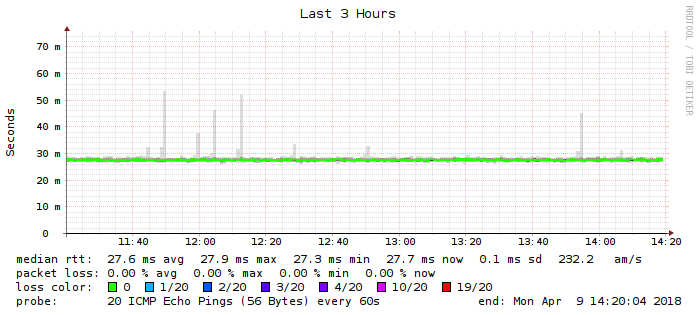 Last 3 Hours
RRDTOOL / TOBI OETIKER
Seconds
70 m
60 m
50 m
40 m
30 m
20 m
10 m
0
11:40 12:00 12:20 12:40 13:00 13:20 13:40 14:00 14:20
median rtt: 27.6 ms avg 27.9 ms max 27.3 ms min 27.7 ms now 0.1 ms sd 232.2 am/s
packet loss: 0.00 % avg 0.00 % max 0.00 % min 0.00 % now
loss color: 0 1/20 2/20 3/20 4/20 10/20 19/20
probe: 20 ICMP Echo Pings (56 Bytes) every 60s end: Mon Apr 9 14:20:04 2018